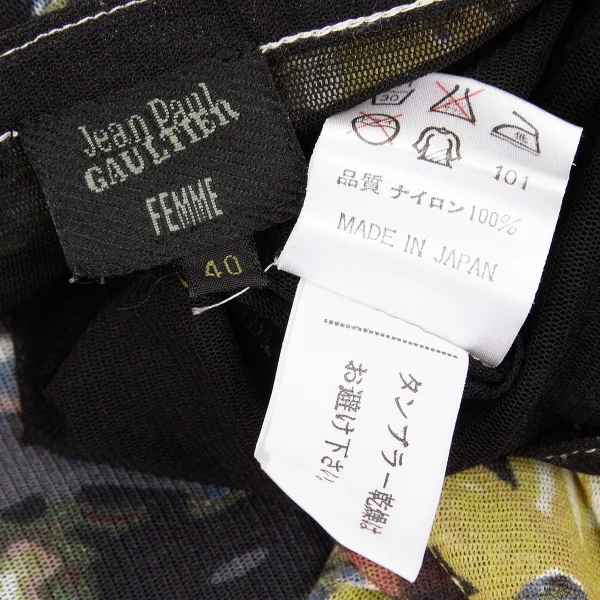 Jean Paul
GAULTIER
FEMME
40
30
低
101
品質 ナイロン100%
MADE IN JAPAN
タンブラー乾燥は
お避け下さい